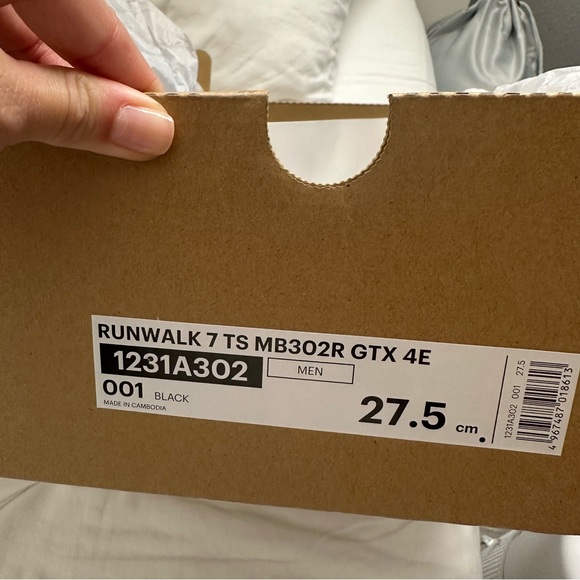 RUNWALK 7 TS MB302R GTX 4E
1231A302
MEN
001 BLACK
MADE IN CAMBODIA
27.5 cm.
1231A302 001 27.5
4 967487 018613